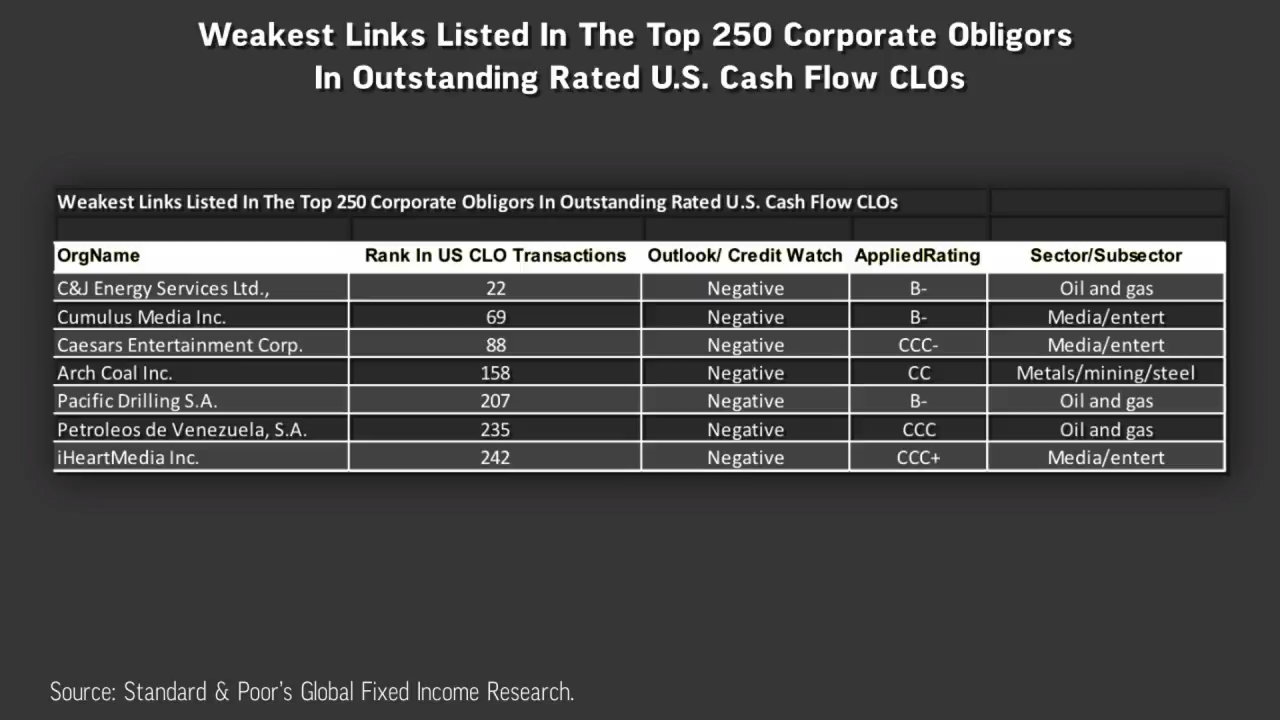 Weakest Links Listed In The Top 250 Corporate Obligors
In Outstanding Rated U.S. Cash Flow CLOs
Weakest Links Listed In The Top 250 Corporate Obligors In Outstanding Rated U.S. Cash Flow CLOs
OrgName Rank In US CLO Transactions Outlook/ Credit Watch AppliedRating Sector/Subsector
C&J Energy Services Ltd., 22 Negative B- Oil and gas
Cumulus Media Inc. 69 Negative B- Media/entert
Caesars Entertainment Corp. 88 Negative CCC- Media/entert
Arch Coal Inc. 158 Negative CC Metals/mining/steel
Pacific Drilling S.A. 207 Negative B- Oil and gas
Petroleos de Venezuela, S.A. 235 Negative CCC Oil and gas
iHeartMedia Inc. 242 Negative CCC+ Media/entert
Source: Standard & Poor's Global Fixed Income Research.